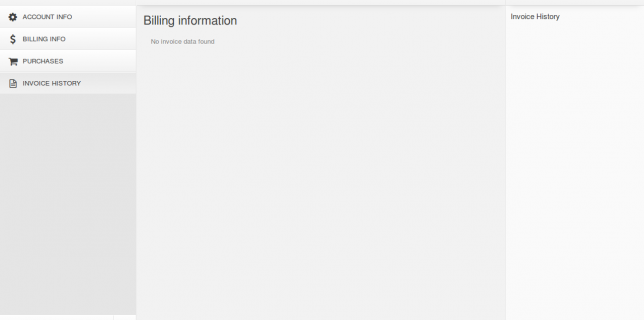 ACCOUNT INFO
BILLING INFO
PURCHASES
INVOICE HISTORY
Billing information
No invoice data found
Invoice History